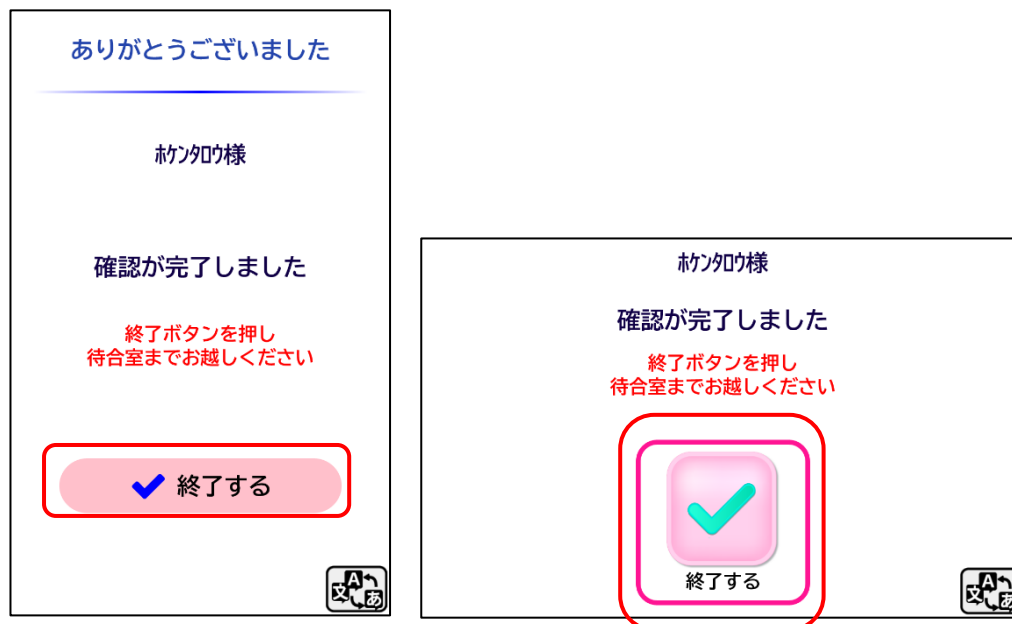 ありがとうございました
ﾎｹﾝﾀﾛｳ様
確認が完了しました
終了ボタンを押し
待合室までお越しください
終了する
A
文
あ
ﾎｹﾝﾀﾛｳ様
確認が完了しました
終了ボタンを押し
待合室までお越しください
終了する
A
文
あ